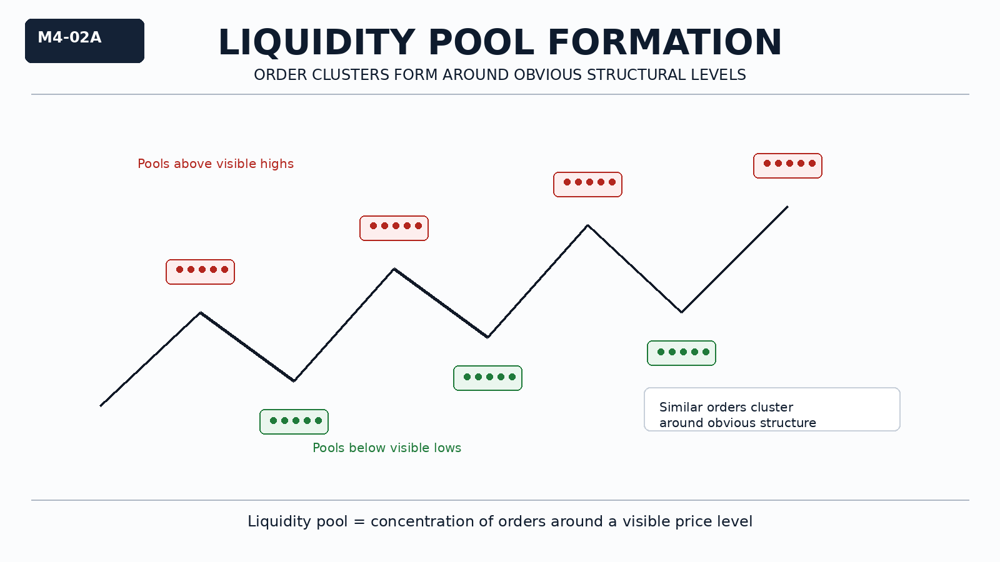 M4-02A
LIQUIDITY POOL FORMATION
ORDER CLUSTERS FORM AROUND OBVIOUS STRUCTURAL LEVELS
Pools above visible highs
Similar orders cluster
around obvious structure
Pools below visible lows
Liquidity pool = concentration of orders around a visible price level